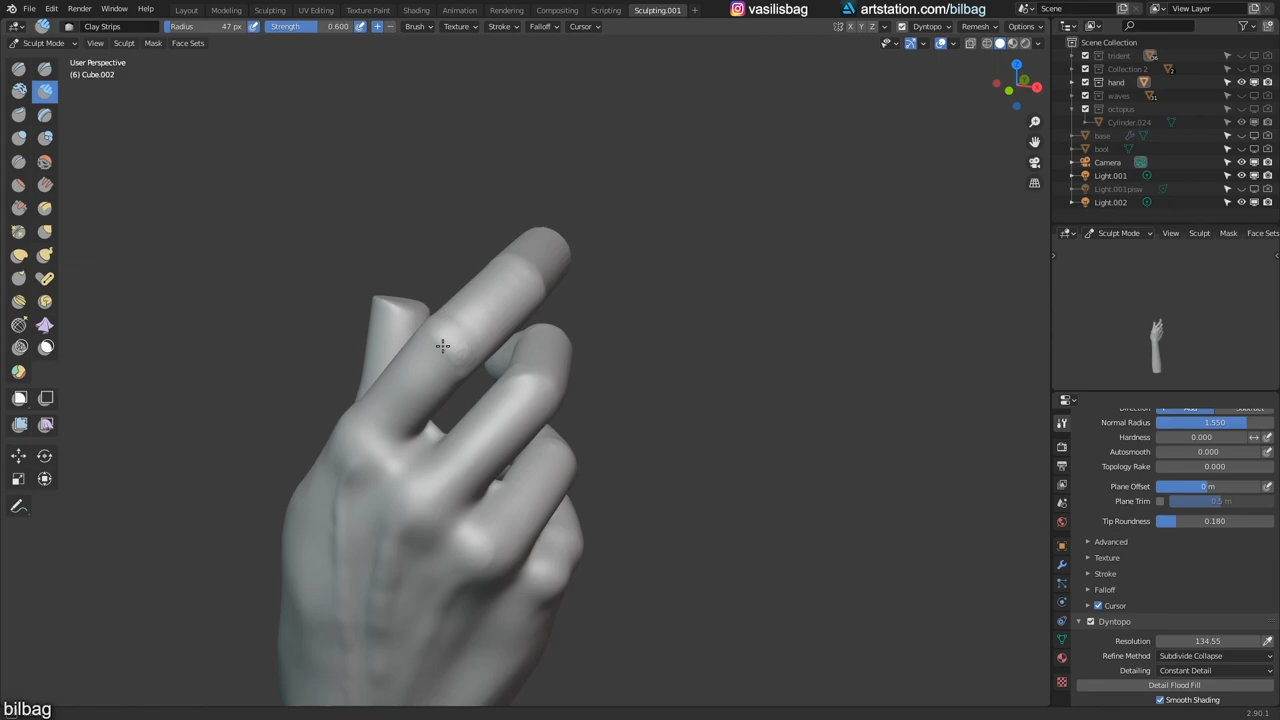 File Edit Render Window Help Layout Modeling Sculpting UV Editing Texture Paint Shading Animation Rendering Compositing Scripting Sculpting.001 + vasilisbag artstation.com/bilbag Scene View Layer
Clay Strips Radius 47 px Strength 0.600 + − Brush Texture Stroke Falloff Cursor X Y Z Dyntopo Remesh Options
Sculpt Mode View Sculpt Mask Face Sets
User Perspective
(6) Cube.002
Scene Collection
trident
Collection 2
hand
waves
octopus
Cylinder.024
base
bool
Camera
Light.001
Light.001pisw
Light.002
Sculpt Mode View Sculpt Mask Face Sets
Normal Radius 1.550
Hardness 0.000
Autosmooth 0.000
Topology Rake 0.000
Plane Offset 0 m
Plane Trim
Tip Roundness 0.180
Advanced
Texture
Stroke
Falloff
Cursor
Dyntopo
Resolution 134.55
Refine Method Subdivide Collapse
Detailing Constant Detail
Detail Flood Fill
Smooth Shading
bilbag 2.90.1